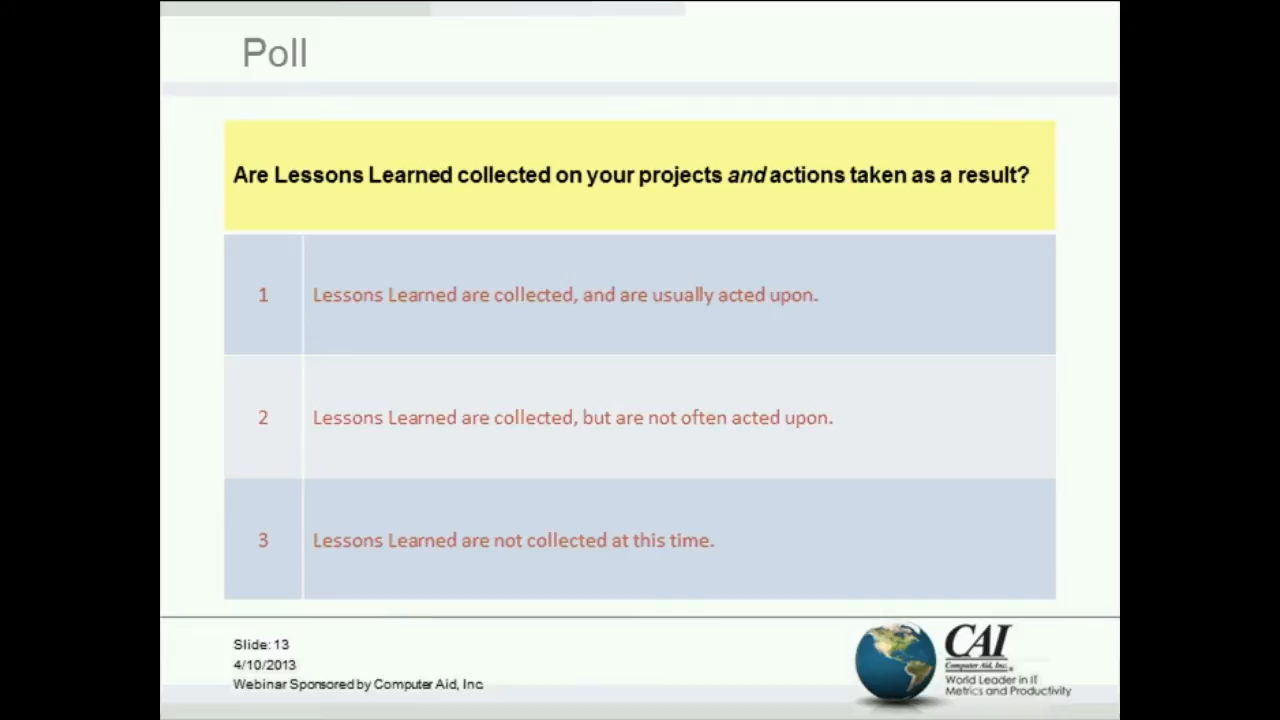 Poll
Are Lessons Learned collected on your projects and actions taken as a result?
1 Lessons Learned are collected, and are usually acted upon.
2 Lessons Learned are collected, but are not often acted upon.
3 Lessons Learned are not collected at this time.
Slide: 13
4/10/2013
Webinar Sponsored by Computer Aid, Inc.
CAI
Computer Aid, Inc.
World Leader in IT
Metrics and Productivity